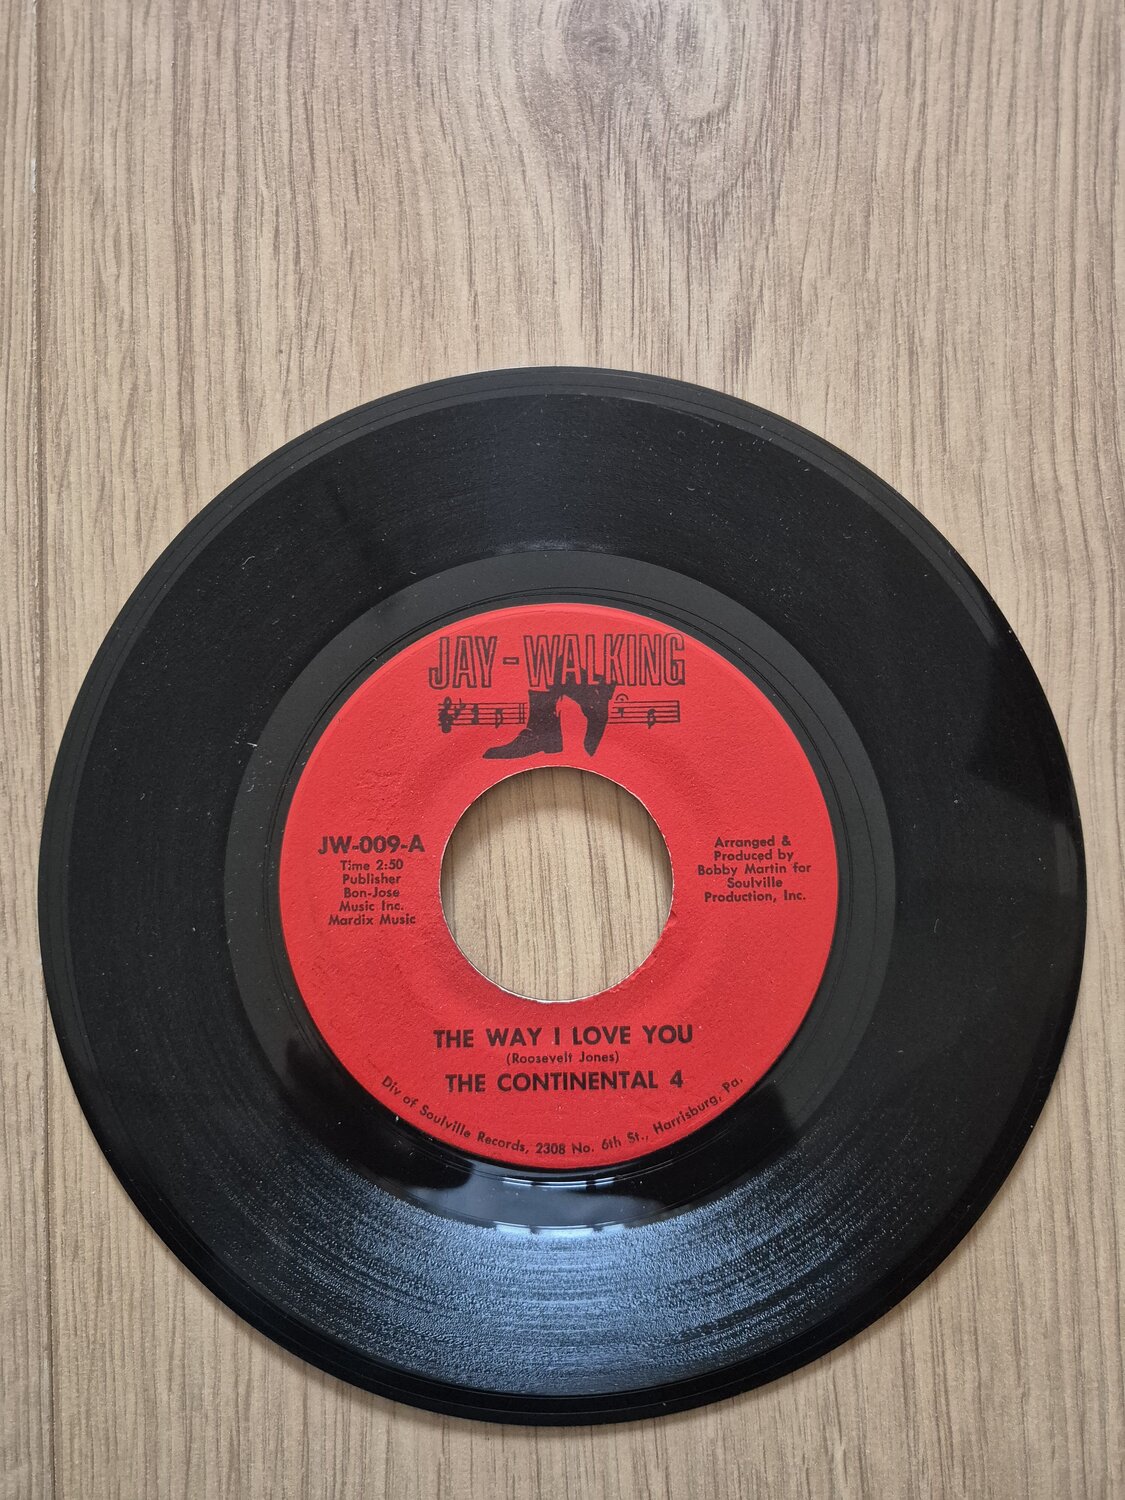 JAY-WALKING
JW-009-A
Time 2:50
Publisher
Bon-Jose
Music Inc.
Mardix Music
Arranged &
Produced by
Bobby Martin for
Soulville
Production, Inc.
THE WAY I LOVE YOU
(Roosevelt Jones)
THE CONTINENTAL 4
Div of Soulville Records, 2308 No. 6th St., Harrisburg, Pa.